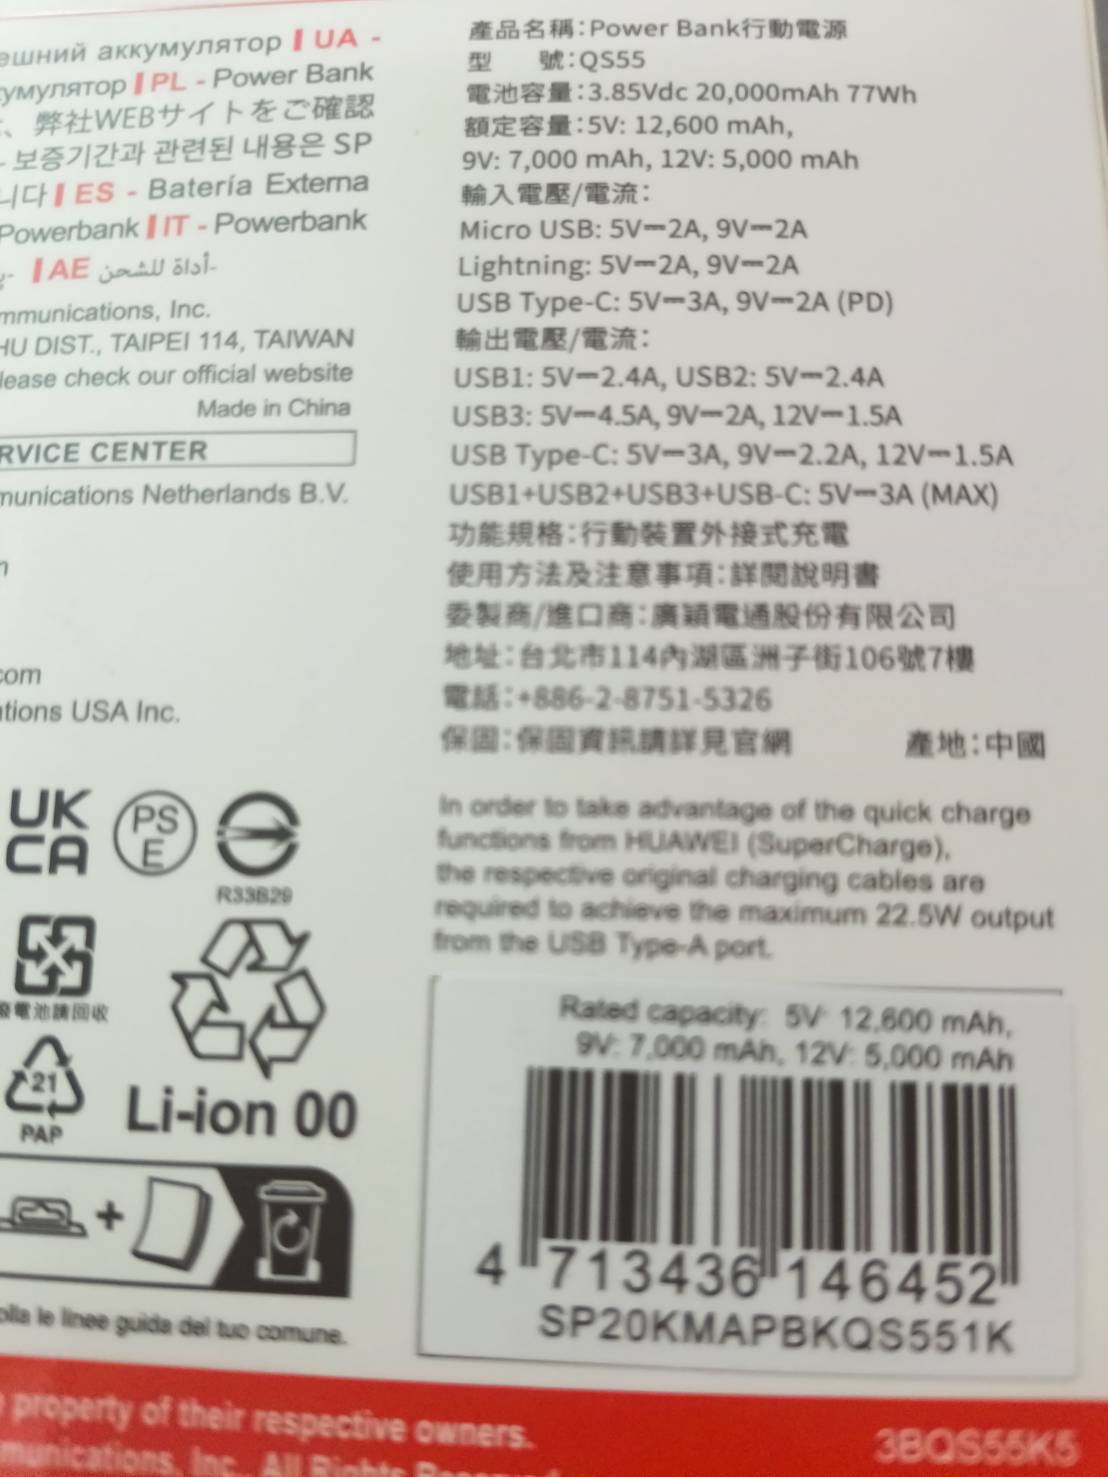 ешний аккумулятор | UA -
умулятор | PL - Power Bank
、弊社WEBサイトをご確認
- 보증기간과 관련된 내용은 SP
니다 | ES - Batería Externa
Powerbank | IT - Powerbank
| AE أداة للشحن-
mmunications, Inc.
HU DIST., TAIPEI 114, TAIWAN
lease check our official website
Made in China
RVICE CENTER
munications Netherlands B.V.
com
ations USA Inc.
UK
CA
PS
E
R33B29
廢電池請回收
21
PAP
Li-ion 00
olla le linee guida del tuo comune.
產品名稱:Power Bank行動電源
型 號:QS55
電池容量:3.85Vdc 20,000mAh 77Wh
額定容量:5V: 12,600 mAh,
9V: 7,000 mAh, 12V: 5,000 mAh
輸入電壓/電流:
Micro USB: 5V⎓2A, 9V⎓2A
Lightning: 5V⎓2A, 9V⎓2A
USB Type-C: 5V⎓3A, 9V⎓2A (PD)
輸出電壓/電流:
USB1: 5V⎓2.4A, USB2: 5V⎓2.4A
USB3: 5V⎓4.5A, 9V⎓2A, 12V⎓1.5A
USB Type-C: 5V⎓3A, 9V⎓2.2A, 12V⎓1.5A
USB1+USB2+USB3+USB-C: 5V⎓3A (MAX)
功能規格:行動裝置外接式充電
使用方法及注意事項:詳閱說明書
委製商/進口商:廣穎電通股份有限公司
地址:台北市114內湖區洲子街106號7樓
電話:+886-2-8751-5326
保固:保固資訊請詳見官網 產地:中國
In order to take advantage of the quick charge
functions from HUAWEI (SuperCharge),
the respective original charging cables are
required to achieve the maximum 22.5W output
from the USB Type-A port.
Rated capacity: 5V: 12,600 mAh,
9V: 7,000 mAh, 12V: 5,000 mAh
4 713436 146452
SP20KMAPBKQS551K
property of their respective owners.
munications, Inc., All Rights Reserved
3BQS55K5